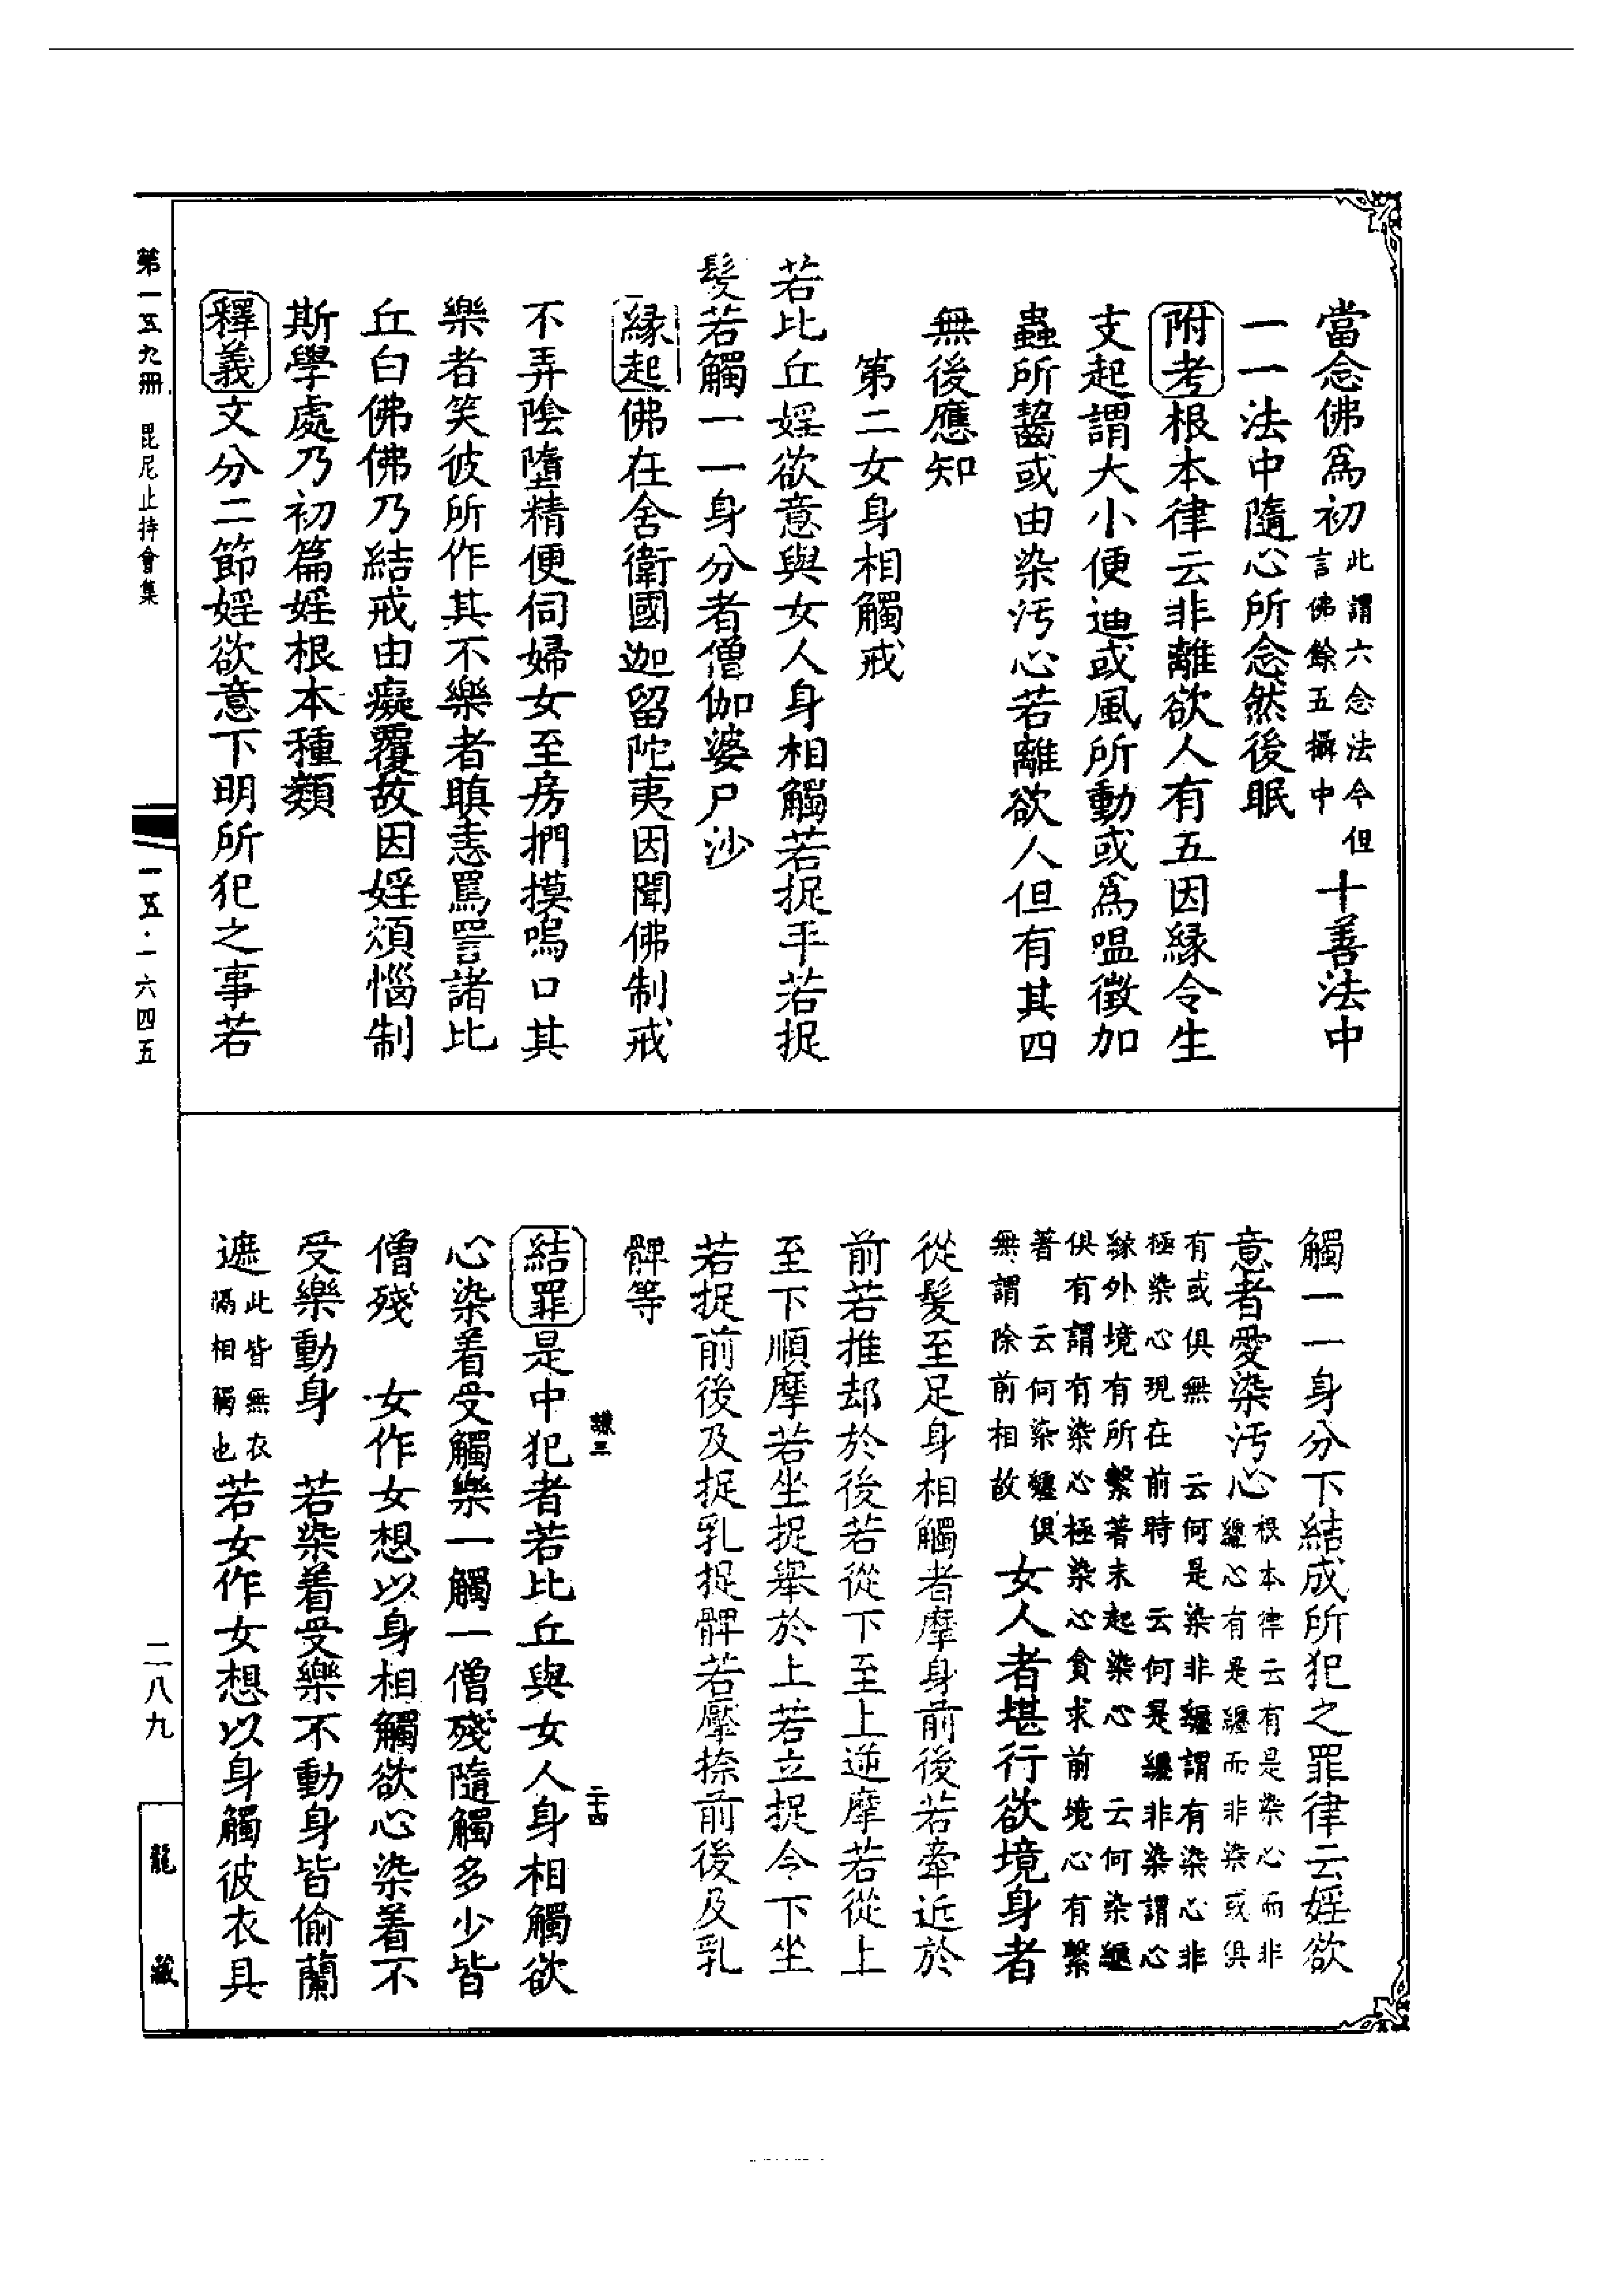 當念佛爲初此謂六念法今但言佛餘五攝中十善法中
一一法中隨心所念然後眠
附考根本律云非離欲人有五因緣令生
支起謂大小便迪或風所動或爲嗢徵加
蟲所齧或由染污心若離欲人但有其四
無後應知
第二女身相觸戒
若比丘婬欲意與女人身相觸若捉手若捉
髮若觸一一身分者僧伽婆尸沙
緣起佛在舍衛國迦留陀夷因聞佛制戒
不弄陰墮精便伺婦女至房捫摸嗚口其
樂者笑彼所作其不樂者瞋恚罵詈諸比
丘白佛佛乃結戒由癡覆故因婬煩惱制
斯學處乃初篇婬根本種類
釋義文分二節婬欲意下明所犯之事若
第一五九冊 毘尼止持會集
一五·一六四五
觸一一身分下結成所犯之罪律云婬欲
意者愛染污心根本律云有是染心而非纏心有是纏而非染或俱
有或俱無 云何是染非纏謂有染心非
極染心現在前時 云何是纏非染謂心
緣外境有所繫著未起染心 云何染纏
俱有謂有染心極染心貪求前境心有繫
著 云何染纏俱
無謂除前相故
女人者堪行欲境身者
從髮至足身相觸者摩身前後若牽近於
前若推却於後若從下至上逆摩若從上
至下順摩若坐捉舉於上若立捉令下坐
若捉前後及捉乳捉髀若壓捺前後及乳
髀等
謙三
二十四
結罪是中犯者若比丘與女人身相觸欲
心染着受觸樂一觸一僧殘隨觸多少皆
僧殘 女作女想以身相觸欲心染着不
受樂動身 若染着受樂不動身皆偷蘭
遮此皆無衣隔相觸也若女作女想以身觸彼衣具
二八九
龍藏